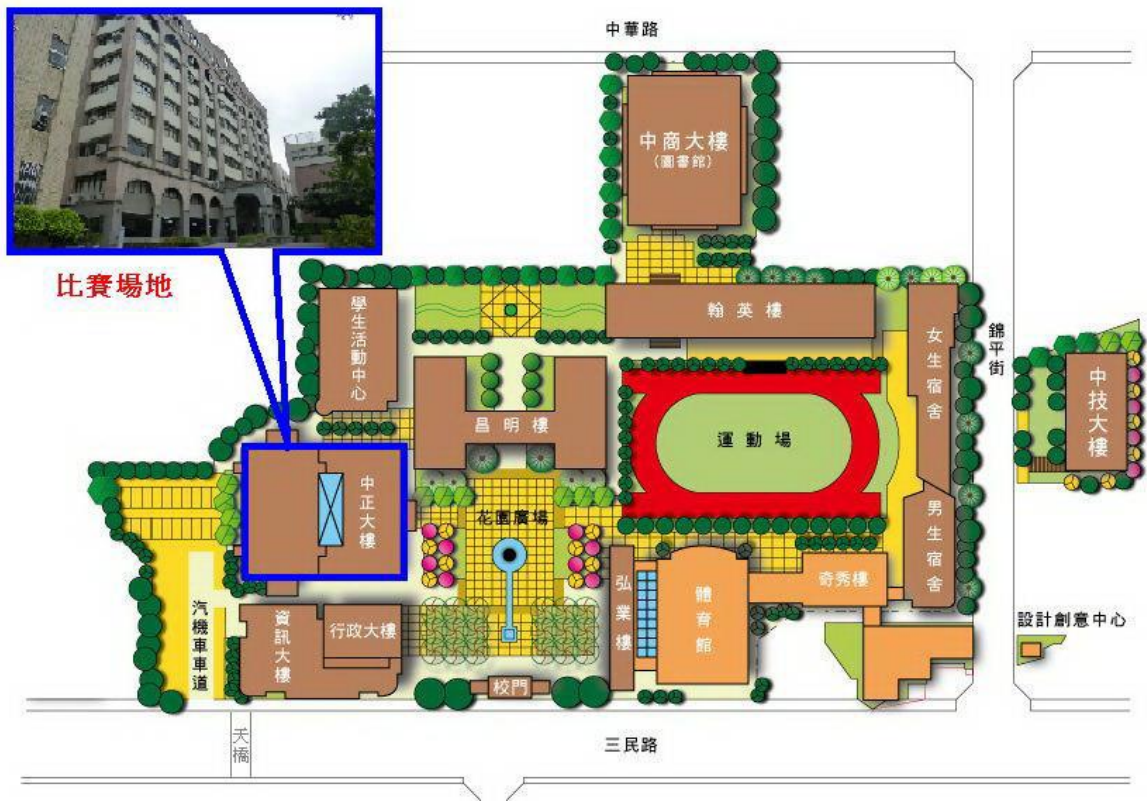 中華路
中商大樓
(圖書館)
比賽場地
學生活動中心
翰英樓
女生宿舍
錦平街
中技大樓
昌明樓
運動場
中正大樓
花園廣場
男生宿舍
汽機車車道
資訊大樓
行政大樓
弘業樓
體育館
奇秀樓
設計創意中心
校門
天橋
三民路